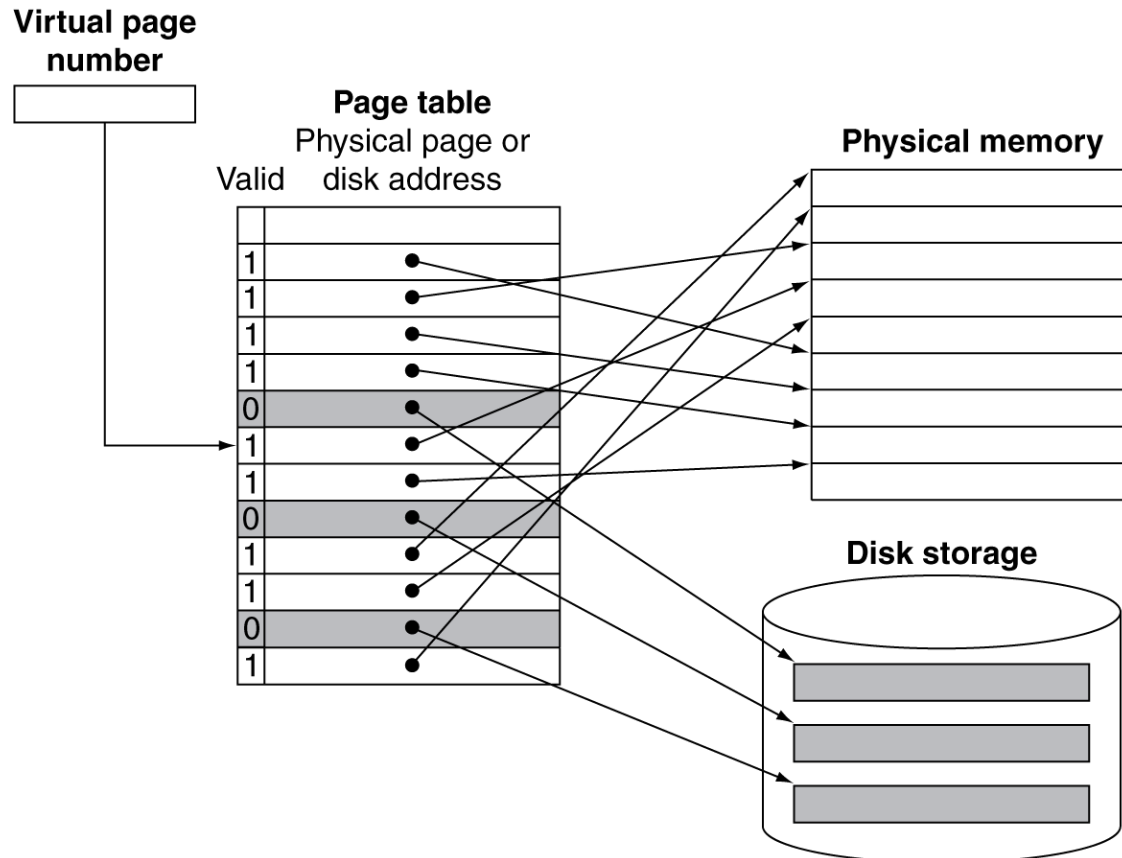 Virtual page
number
Page table
Physical page or
Valid disk address
Physical memory
1
1
1
1
0
1
1
0
1
1
0
1
Disk storage